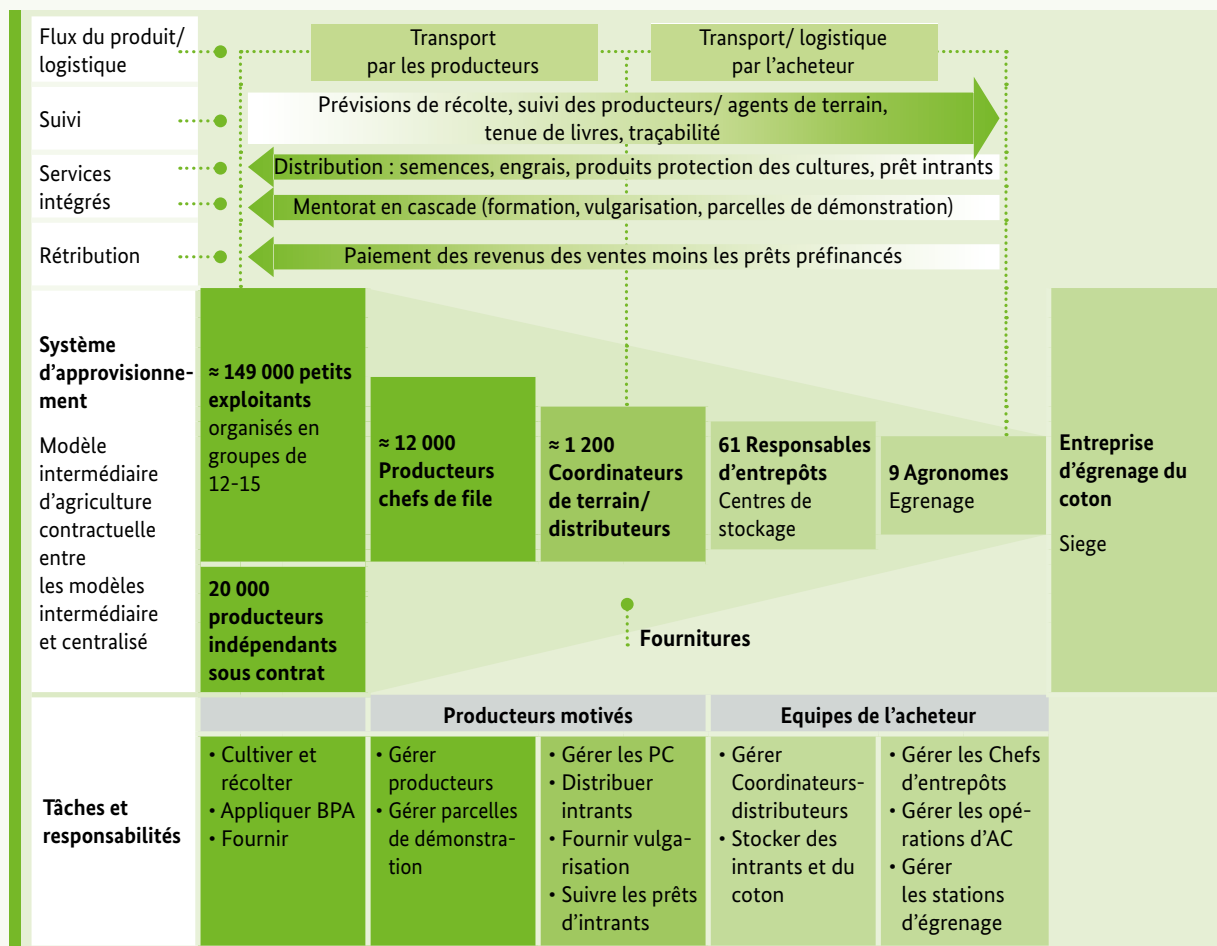 Flux du produit/
logistique
Transport
par les producteurs
Transport/ logistique
par l'acheteur
Suivi
Prévisions de récolte, suivi des producteurs/ agents de terrain,
tenue de livres, traçabilité
Services
intégrés
Distribution : semences, engrais, produits protection des cultures, prêt intrants
Mentorat en cascade (formation, vulgarisation, parcelles de démonstration)
Rétribution
Paiement des revenus des ventes moins les prêts préfinancés
Système
d'approvisionne-
ment
Modèle
intermédiaire
d'agriculture
contractuelle
entre
les modèles
intermédiaire
et centralisé
≈ 149 000 petits
exploitants
organisés en
groupes de
12-15
20 000
producteurs
indépendants
sous contrat
≈ 12 000
Producteurs
chefs de file
≈ 1 200
Coordinateurs
de terrain/
distributeurs
61 Responsables
d'entrepôts
Centres de
stockage
9 Agronomes
Egrenage
Entreprise
d'égrenage du
coton
Siege
Fournitures
Producteurs motivés
Equipes de l'acheteur
Tâches et
responsabilités
• Cultiver et
récolter
• Appliquer BPA
• Fournir
• Gérer
producteurs
• Gérer parcelles
de démonstra-
tion
• Gérer les PC
• Distribuer
intrants
• Fournir vulga-
risation
• Suivre les prêts
d'intrants
• Gérer
Coordinateurs-
distributeurs
• Stocker des
intrants et du
coton
• Gérer les Chefs
d'entrepôts
• Gérer les opé-
rations d'AC
• Gérer
les stations
d'égrenage